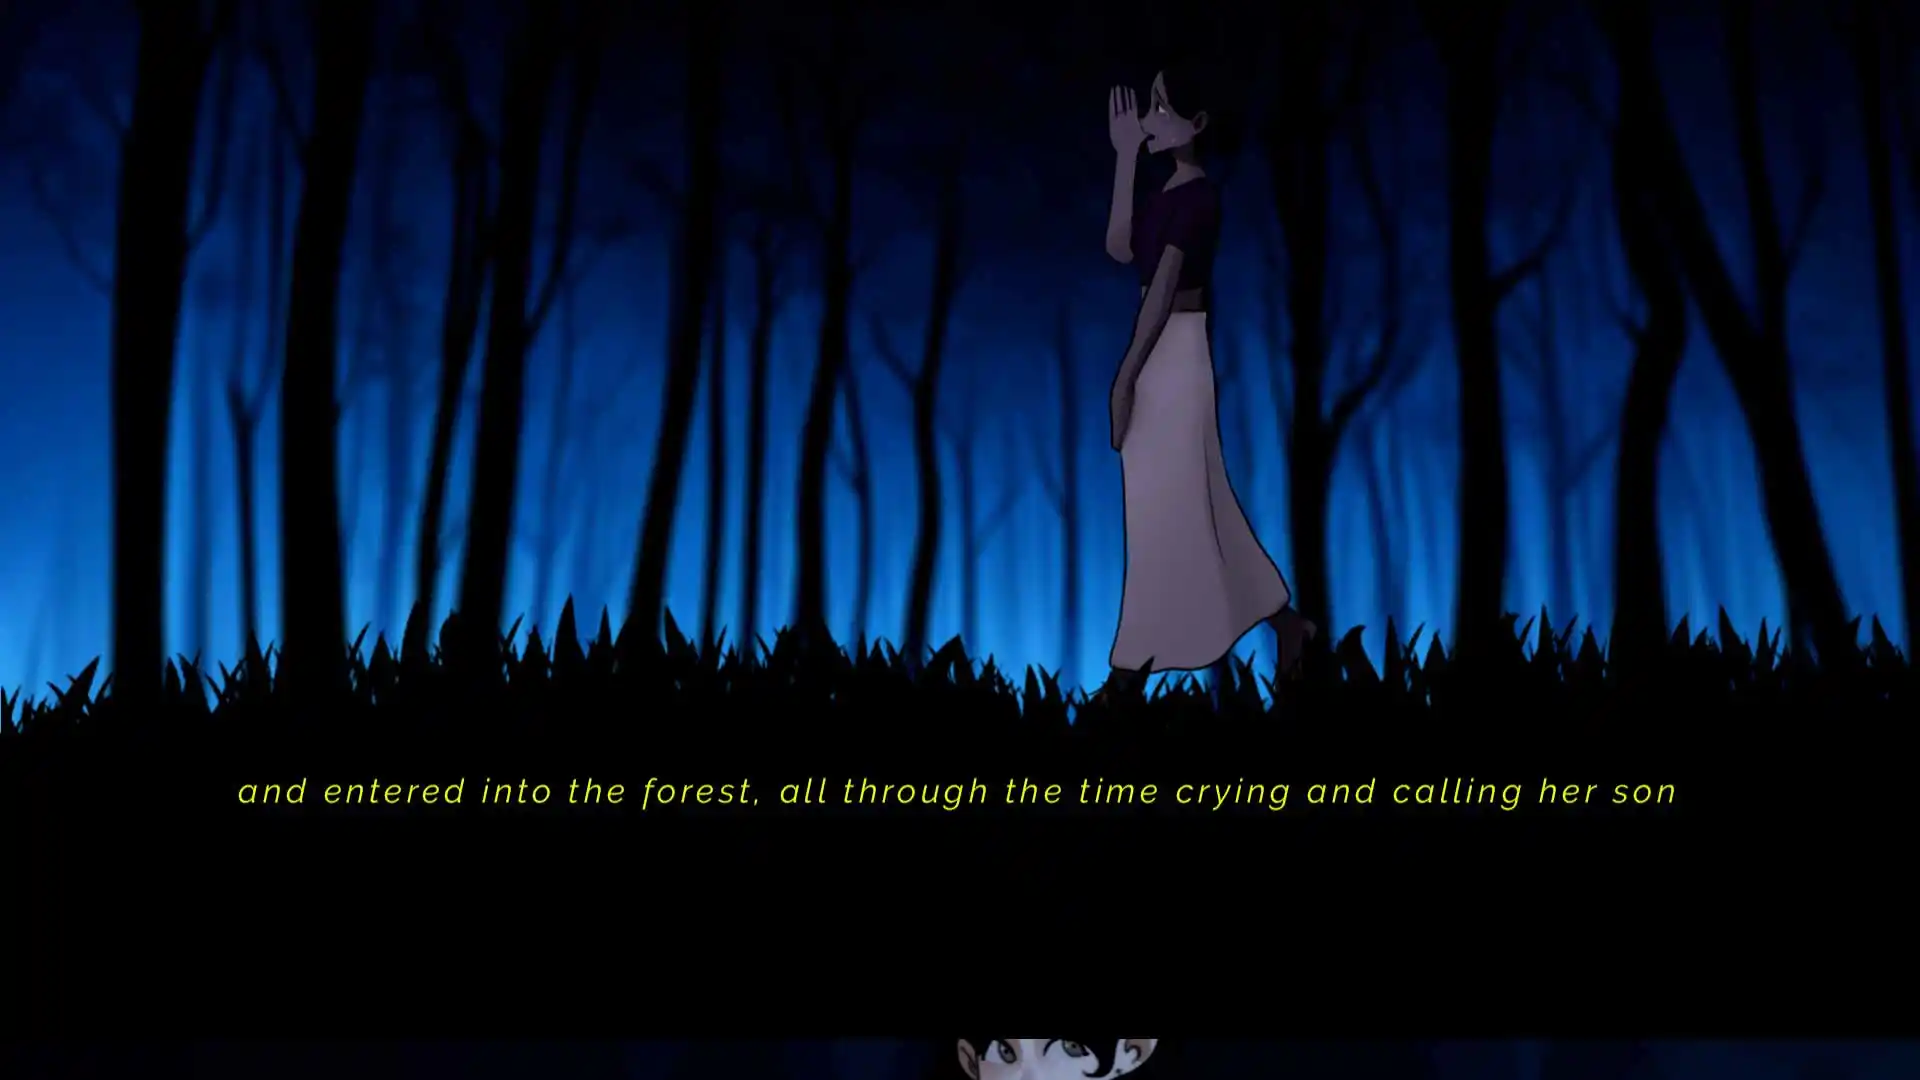 and entered into the forest, all through the time crying and calling her son